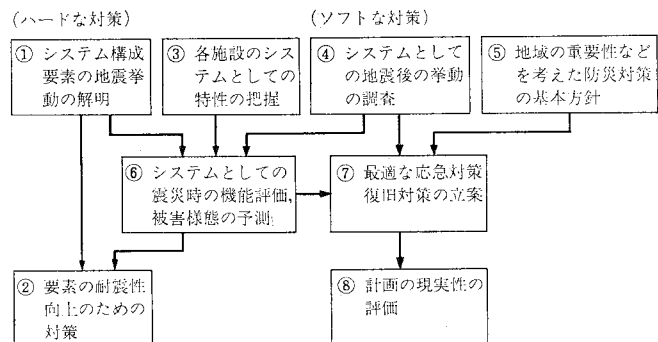 (ハードな対策)
(ソフトな対策)
① システム構成
要素の地震挙
動の解明
③ 各施設のシス
テムとしての
特性の把握
④ システムとして
の地震後の挙動
の調査
⑤ 地域の重要性など
を考えた防災対策
の基本方針
⑥ システムとしての
震災時の機能評価,
被害様態の予測
⑦ 最適な応急対策
復旧対策の立案
② 要素の耐震性
向上のための
対策
⑧ 計画の現実性の
評価